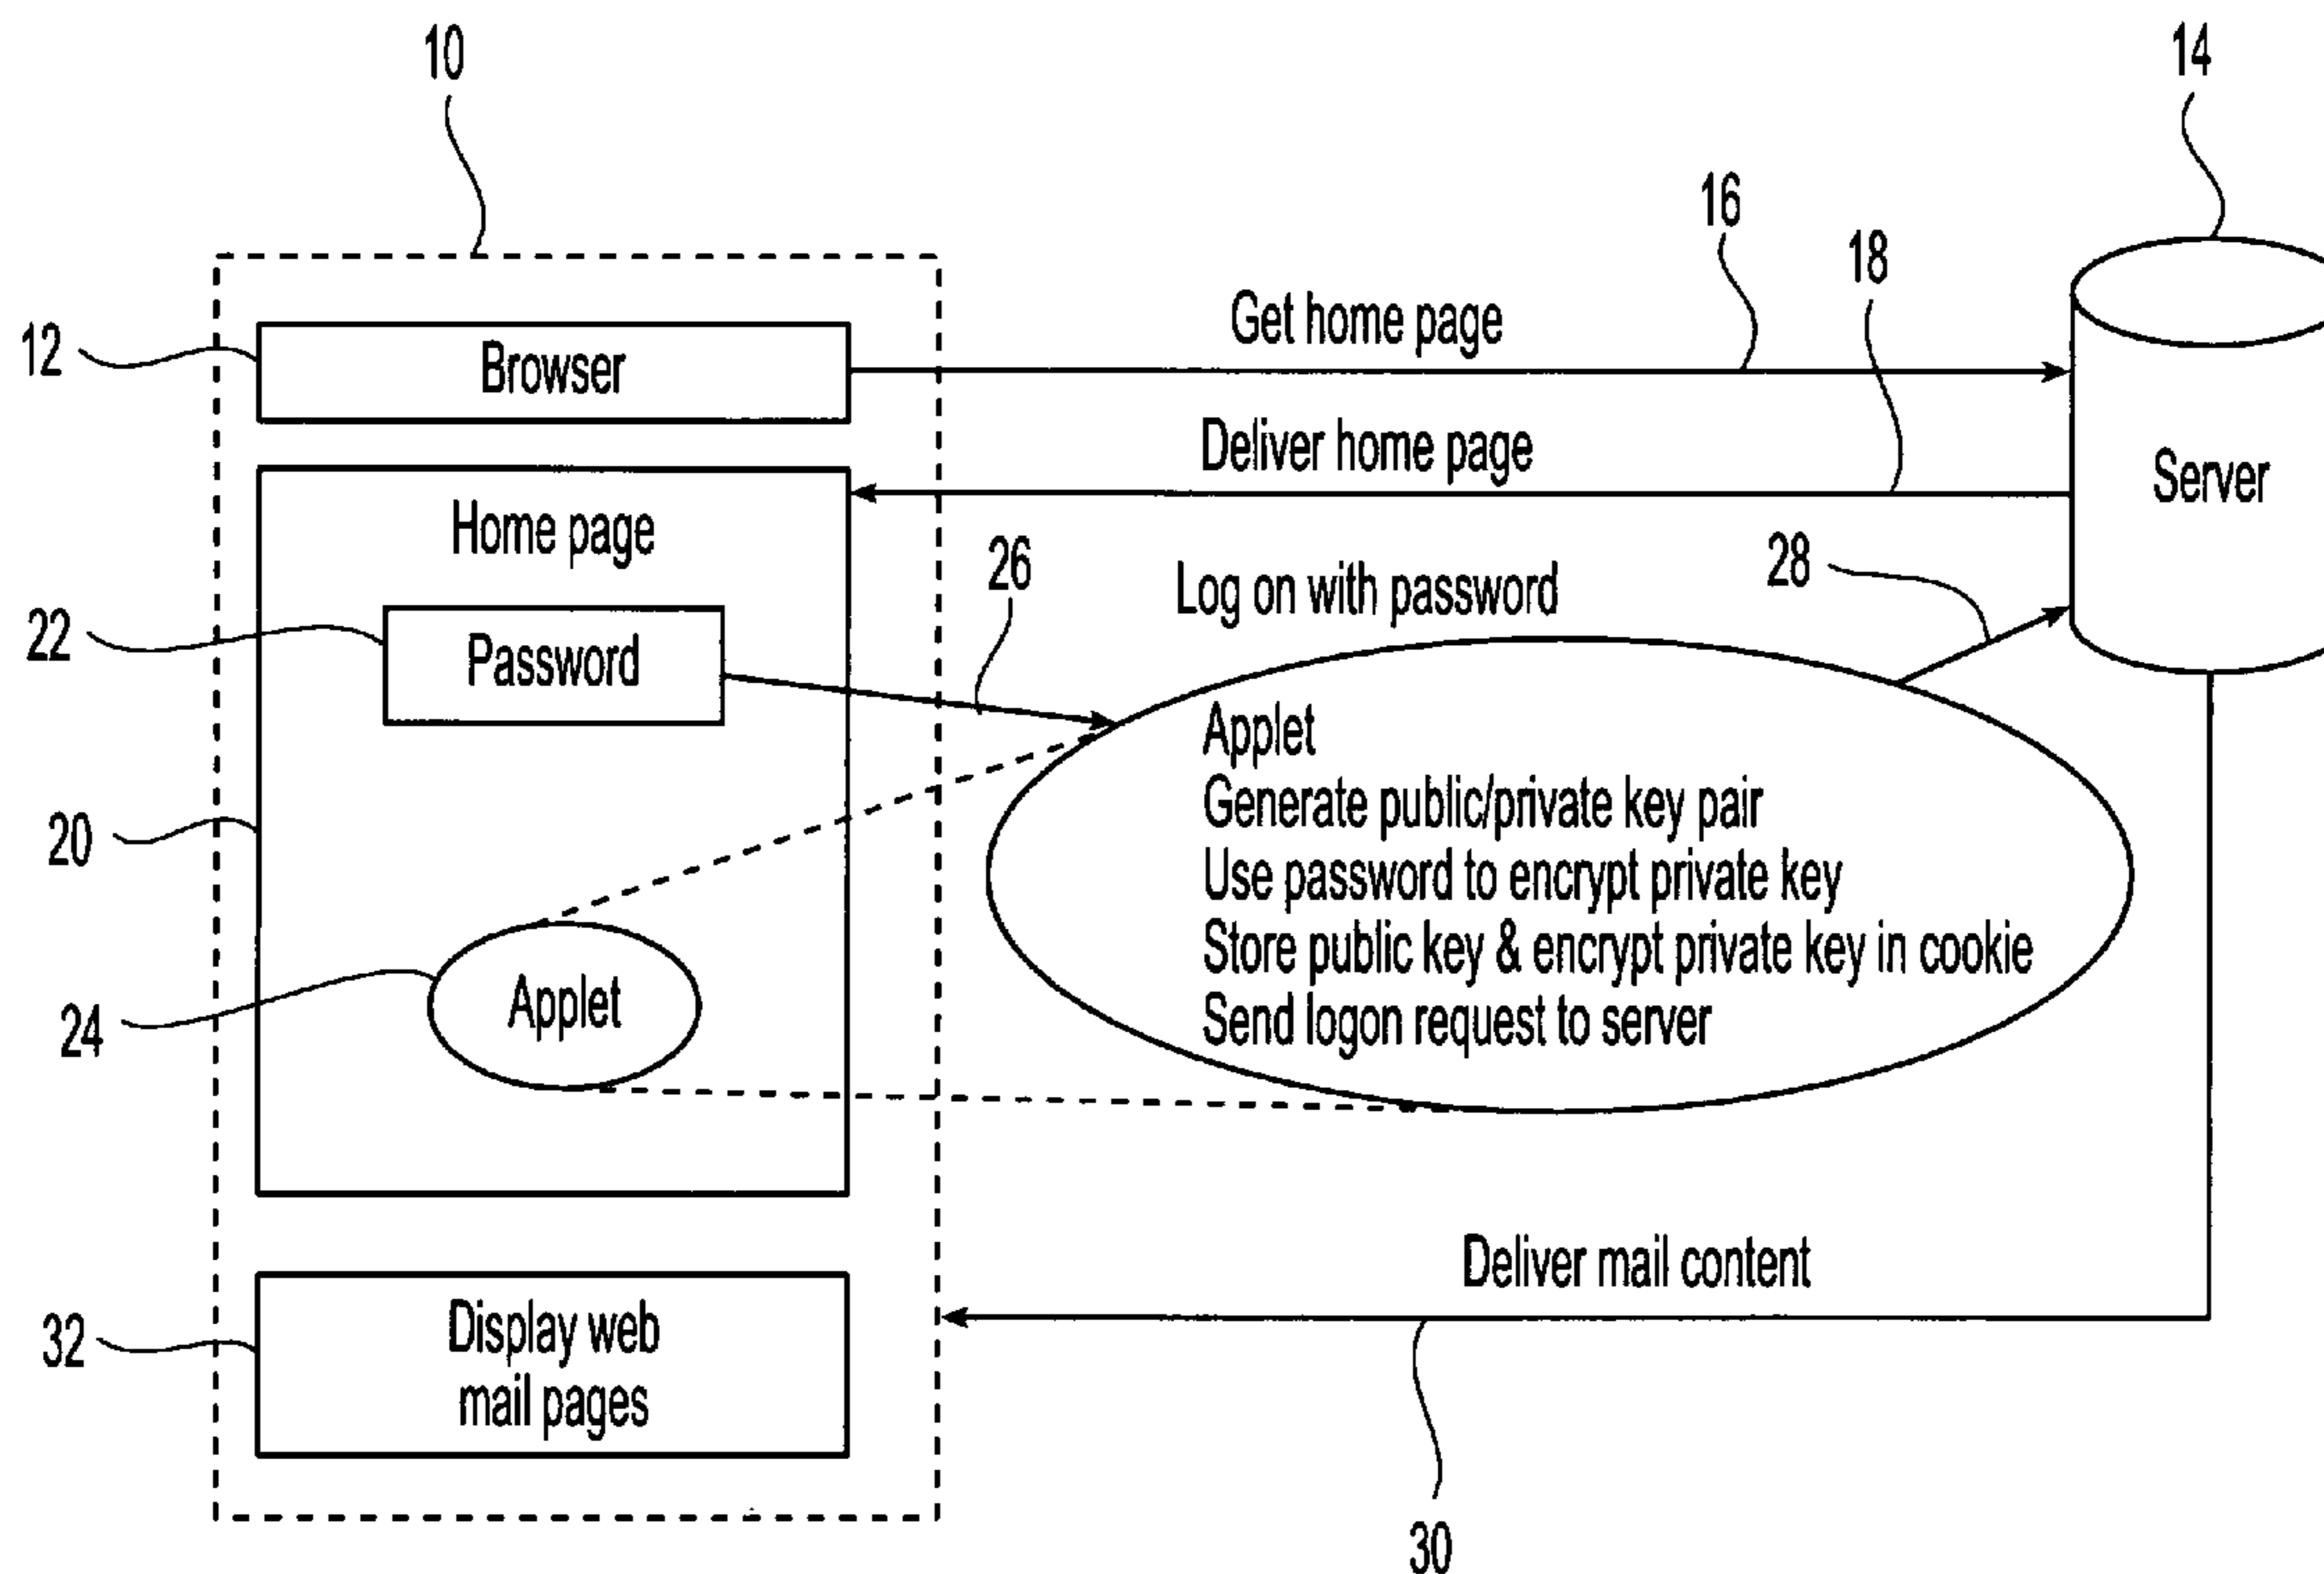 10
14
16
18
Get home page
12
Browser
Deliver home page
Server
Home page
26
Log on with password
28
22
Password
Applet
Generate public/private key pair
Use password to encrypt private key
Store public key & encrypt private key in cookie
Send logon request to server
20
24
Applet
Deliver mail content
32
Display web
mail pages
30